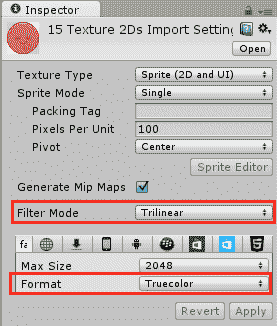 Inspector
15 Texture 2Ds Import Setting
Open
Texture Type Sprite (2D and UI)
Sprite Mode Single
Packing Tag
Pixels Per Unit 100
Pivot Center
Sprite Editor
Generate Mip Maps
Filter Mode Trilinear
Max Size 2048
Format Truecolor
Revert Apply